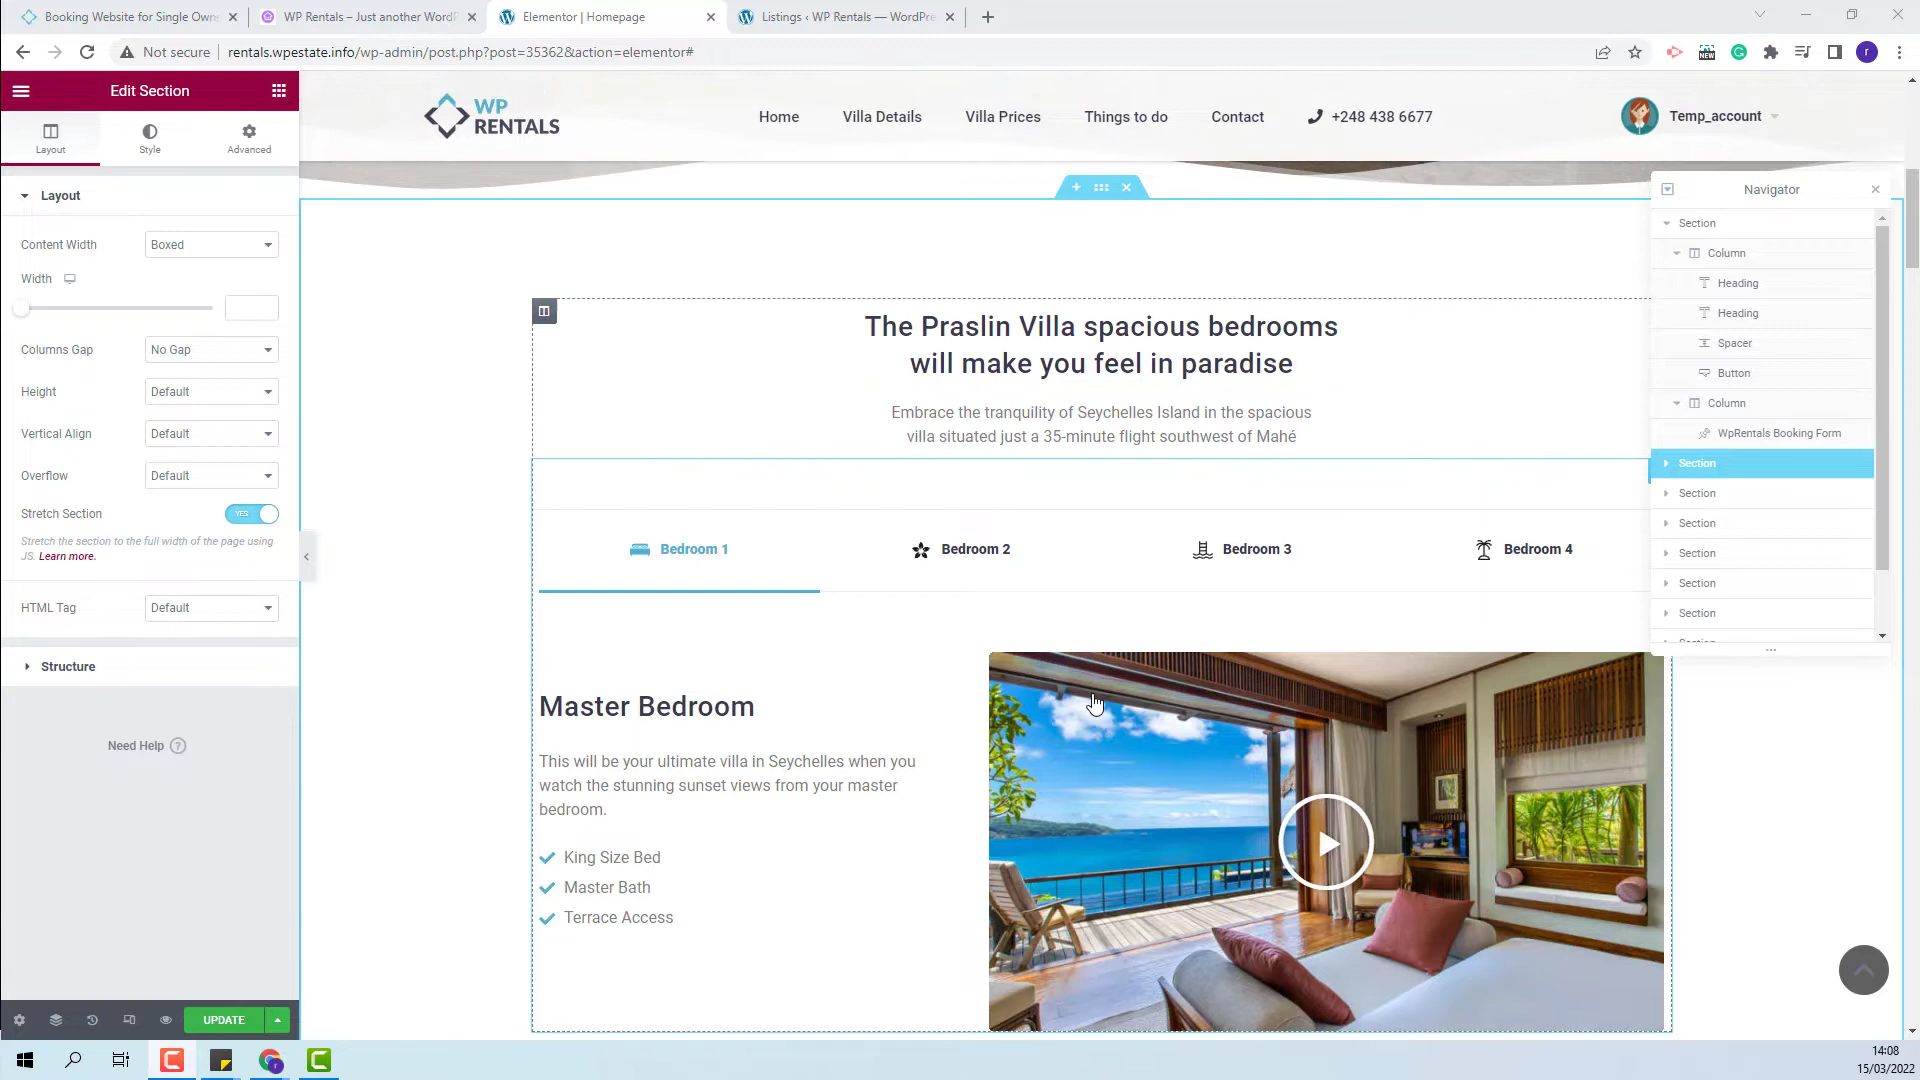 Booking Website for Single Own
WP Rentals – Just another WordP
Elementor | Homepage
Listings ‹ WP Rentals — WordPre
Not secure
rentals.wpestate.info/wp-admin/post.php?post=35362&action=elementor#
NEW
r
Edit Section
WP
RENTALS
Home
Villa Details
Villa Prices
Things to do
Contact
+248 438 6677
Temp_account
Layout
Style
Advanced
Layout
Content Width
Boxed
Width
Columns Gap
No Gap
Height
Default
Vertical Align
Default
Overflow
Default
Stretch Section
YES
Stretch the section to the full width of the page using
JS. Learn more.
HTML Tag
Default
Structure
Need Help
UPDATE
The Praslin Villa spacious bedrooms
will make you feel in paradise
Embrace the tranquility of Seychelles Island in the spacious
villa situated just a 35-minute flight southwest of Mahé
Bedroom 1
Bedroom 2
Bedroom 3
Bedroom 4
Master Bedroom
This will be your ultimate villa in Seychelles when you
watch the stunning sunset views from your master
bedroom.
King Size Bed
Master Bath
Terrace Access
Navigator
Section
Column
Heading
Heading
Spacer
Button
Column
WpRentals Booking Form
Section
Section
Section
Section
Section
Section
14:08
15/03/2022